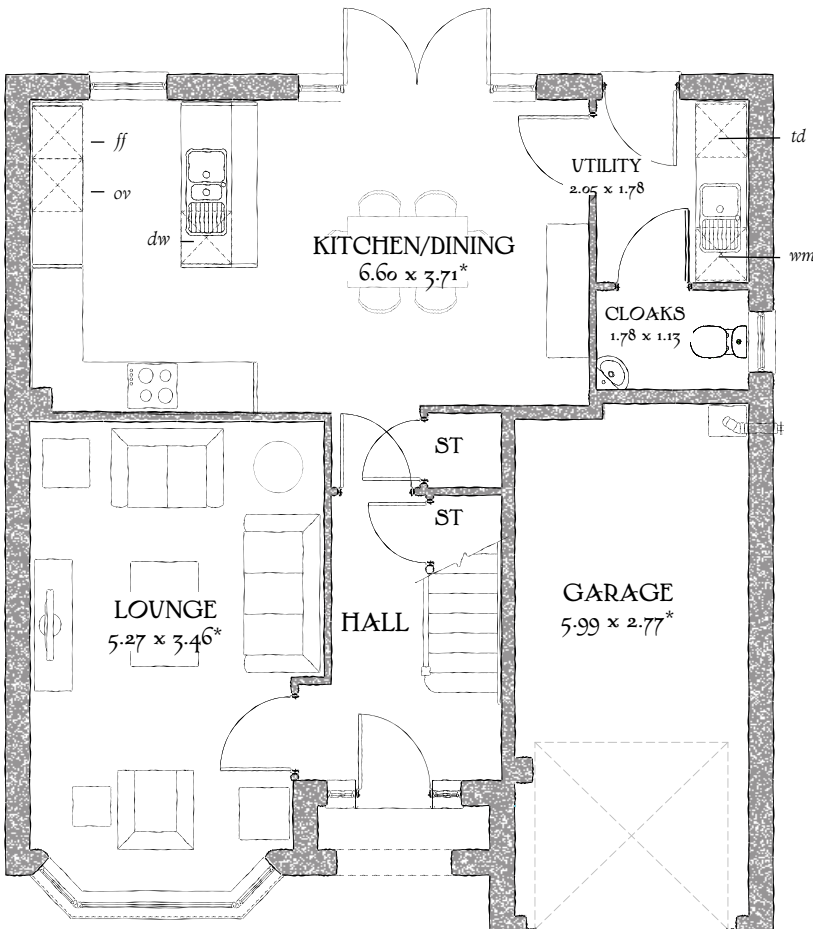 ff
td
UTILITY
2.05 x 1.78
ov
dw
KITCHEN/DINING
6.60 x 3.71*
wm
CLOAKS
1.78 x 1.13
ST
ST
GARAGE
5.99 x 2.77*
LOUNGE
5.27 x 3.46*
HALL